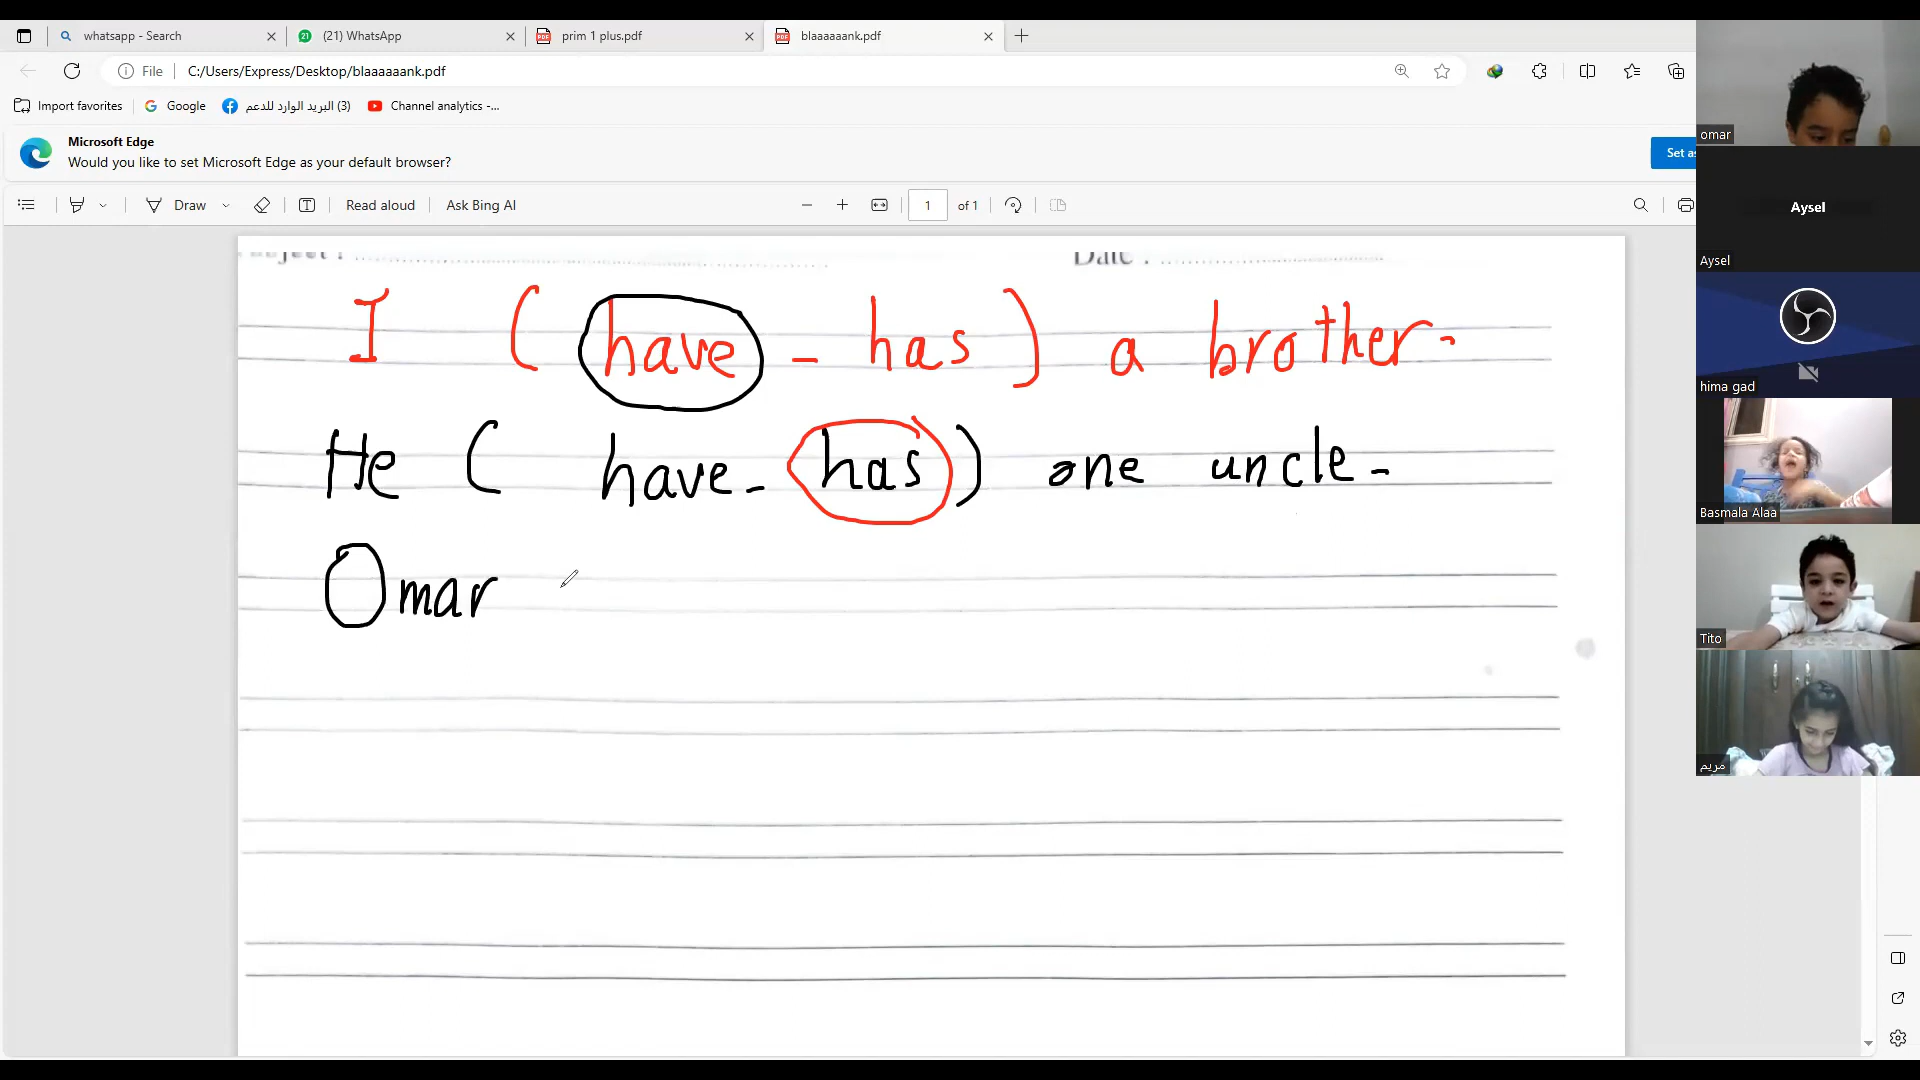 whatsapp - Search
(21) WhatsApp
prim 1 plus.pdf
blaaaaaank.pdf
File
C:/Users/Express/Desktop/blaaaaaank.pdf
Import favorites
Google
البريد الوارد للدعم (3)
Channel analytics -...
Microsoft Edge
Would you like to set Microsoft Edge as your default browser?
Set as
Draw
Read aloud
Ask Bing AI
1
of 1
Date :
I ( have - has ) a brother.
He ( have - has ) one uncle -
Omar
omar
Aysel
Aysel
hima gad
Basmala Alaa
Tito
مريم